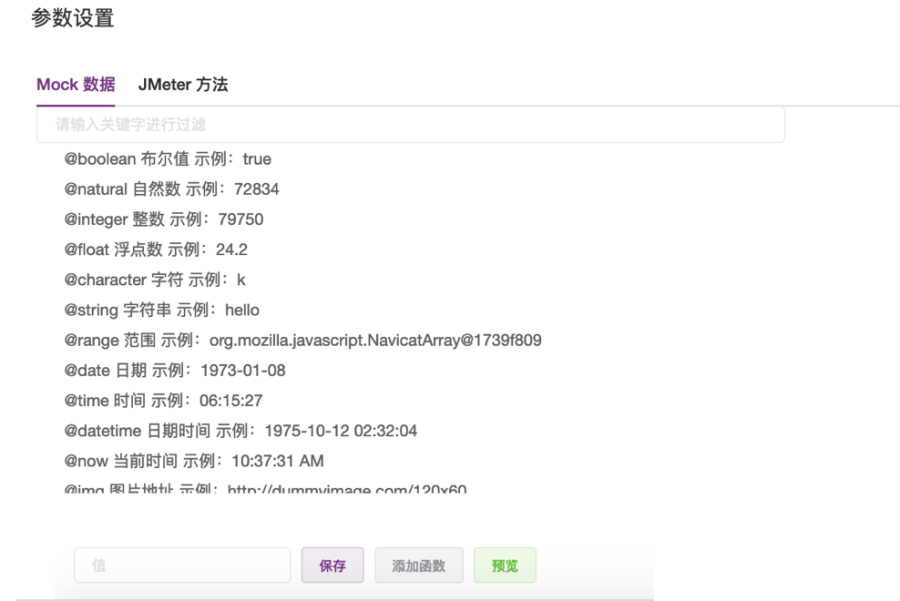 参数设置
Mock 数据 JMeter 方法
请输入关键字进行过滤
@boolean 布尔值 示例：true
@natural 自然数 示例：72834
@integer 整数 示例：79750
@float 浮点数 示例：24.2
@character 字符 示例：k
@string 字符串 示例：hello
@range 范围 示例：org.mozilla.javascript.NavicatArray@1739f809
@date 日期 示例：1973-01-08
@time 时间 示例：06:15:27
@datetime 日期时间 示例：1975-10-12 02:32:04
@now 当前时间 示例：10:37:31 AM
@img 图片地址 示例：http://dummyimage.com/120x60
值 保存 添加函数 预览